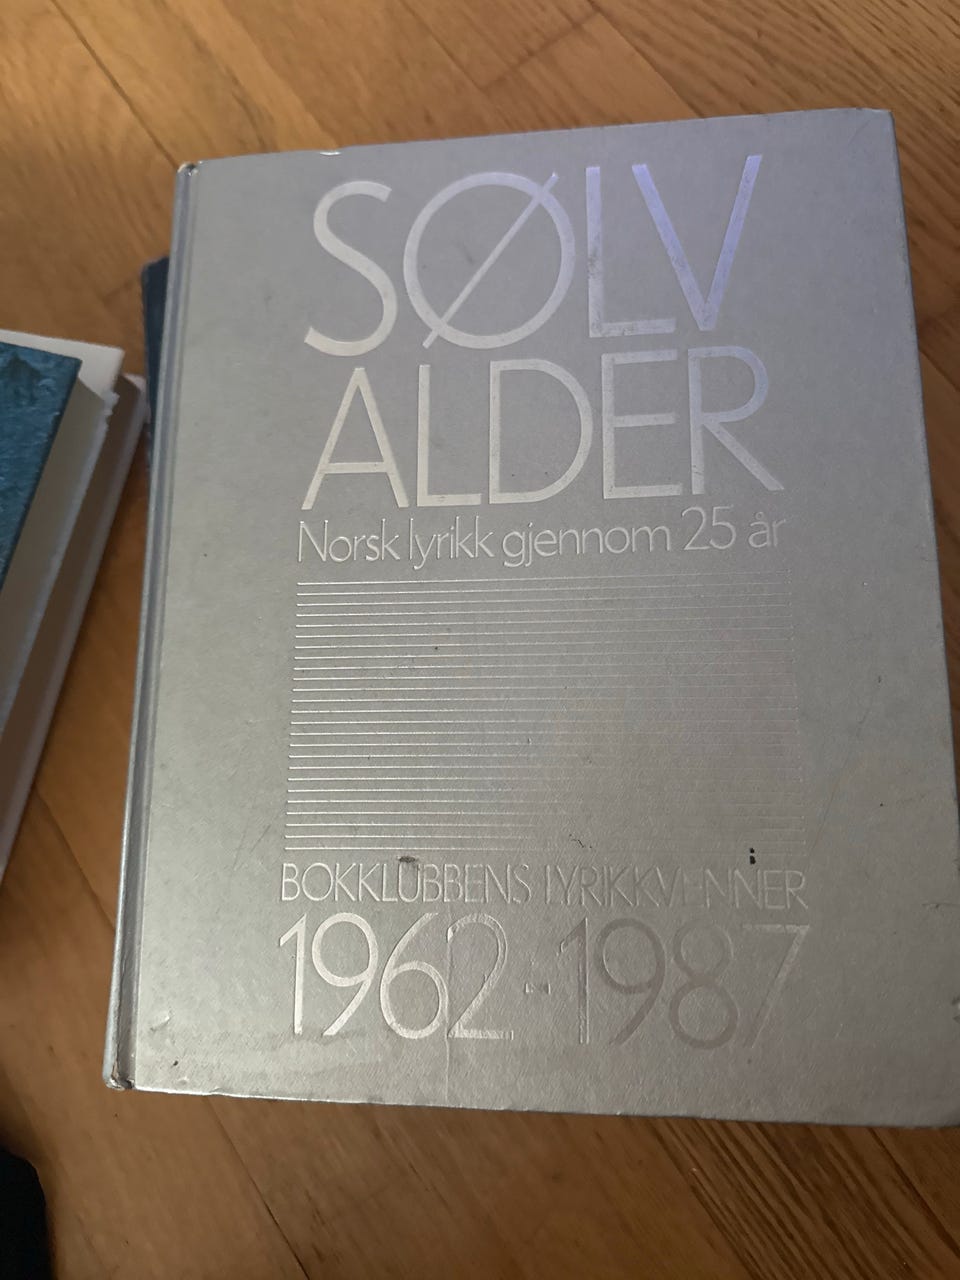 SØLV
ALDER
Norsk lyrikk gjennom 25 år
BOKKLUBBENS LYRIKKVENNER
1962-1987